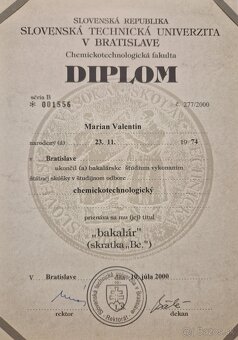 SLOVENSKÁ REPUBLIKA
SLOVENSKÁ TECHNICKÁ UNIVERZITA
V BRATISLAVE
Chemickotechnologická fakulta
DIPLOM
séria B
* 001556
č. 277/2000
Marian Valentín
narodený (á) 23. 11. 1974
v Bratislave
ukončil (a) bakalárske štúdium vykonaním
štátnej skúšky v študijnom odbore
chemickotechnologický
priznáva sa mu (jej) titul
„bakalár"
(skratka „Bc.")
V Bratislave dňa 10. júla 2000
rektor
dekan